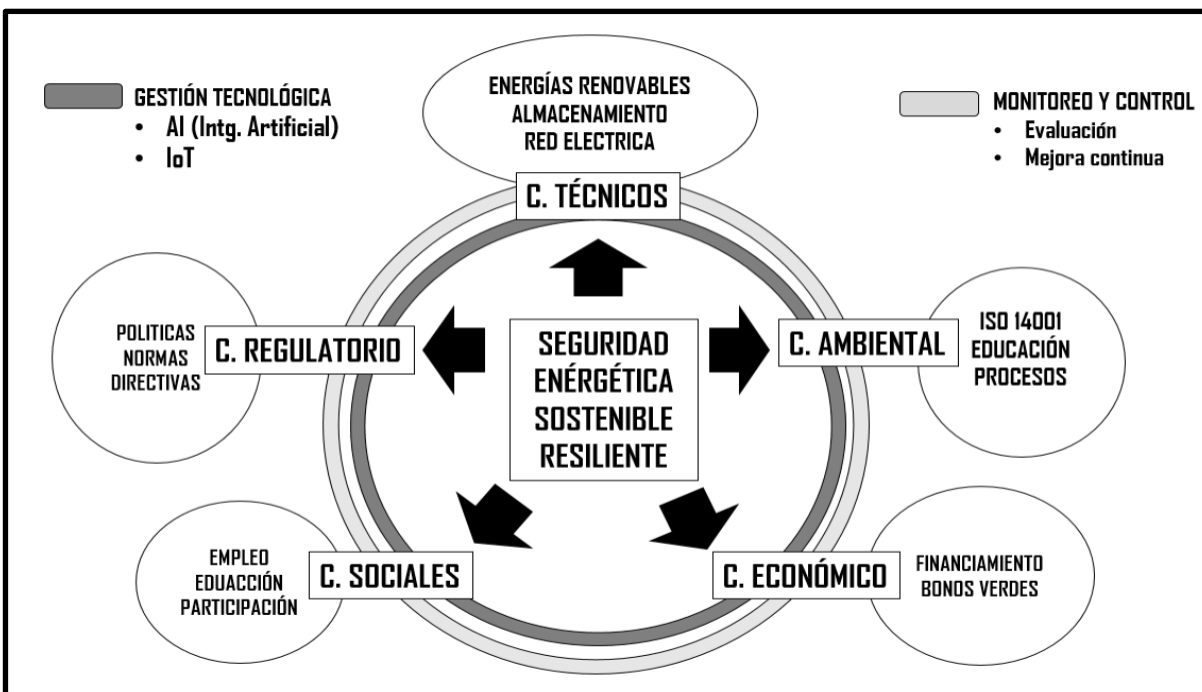 GESTIÓN TECNOLÓGICA
• AI (Intg. Artificial)
• IoT
ENERGÍAS RENOVABLES
ALMACENAMIENTO
RED ELECTRICA
MONITOREO Y CONTROL
• Evaluación
• Mejora continua
C. TÉCNICOS
POLITICAS
NORMAS
DIRECTIVAS
C. REGULATORIO
SEGURIDAD
ENÉRGÉTICA
SOSTENIBLE
RESILIENTE
C. AMBIENTAL
ISO 14001
EDUCACIÓN
PROCESOS
EMPLEO
EDUACCIÓN
PARTICIPACIÓN
C. SOCIALES
C. ECONÓMICO
FINANCIAMIENTO
BONOS VERDES